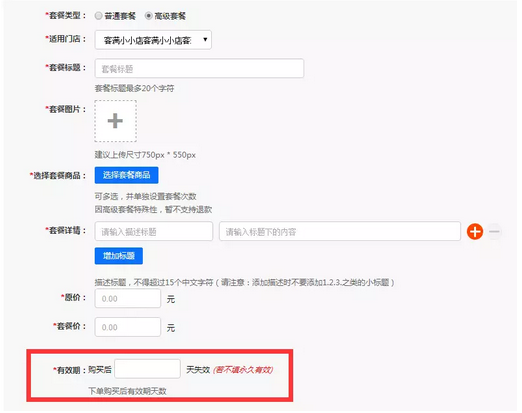 *套餐类型： 普通套餐 高级套餐
*适用门店： 客满小小店客满小小店客
*套餐标题： 套餐标题
套餐标题最多20个字符
*套餐图片： +
建议上传尺寸750px * 550px
*选择套餐商品： 选择套餐商品
可多选，并单独设置套餐次数
因高级套餐特殊性，暂不支持退款
*套餐详情： 请输入描述标题 请输入标题下的内容
增加标题
描述标题，不得超过15个中文字符（请注意：添加描述时不要添加1.2.3.之类的小标题）
*原价： 0.00 元
*套餐价： 0.00 元
*有效期： 购买后 天失效 (若不填永久有效)
下单购买后有效期天数